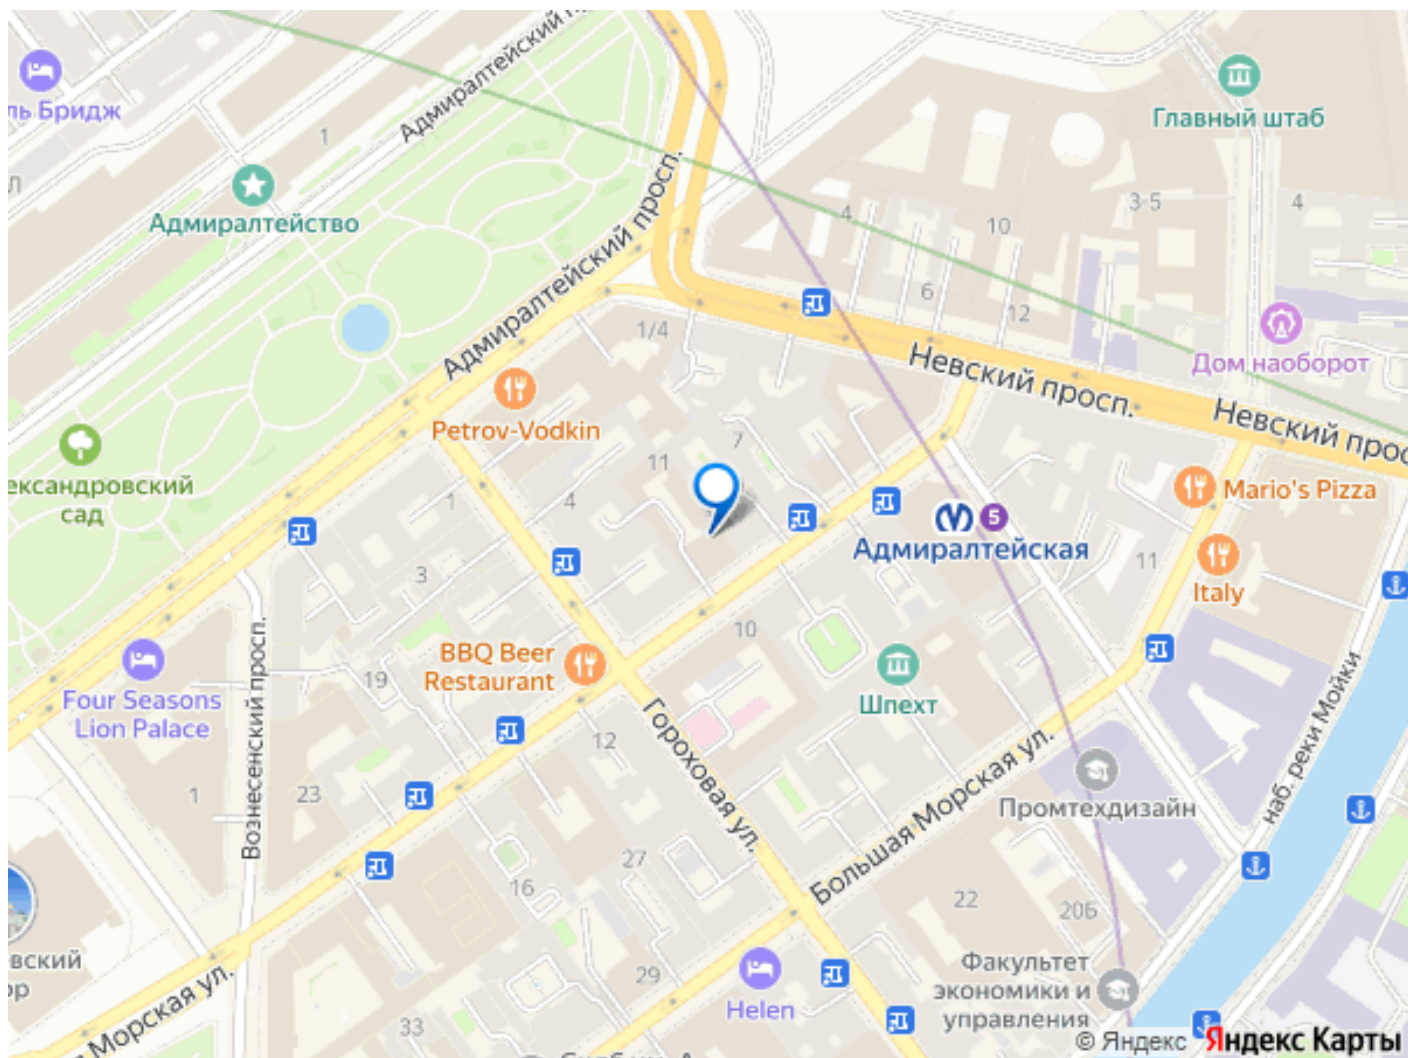 Адмиралтейский п
ль Бридж
1
Главный штаб
Адмиралтейство
3-5
4
4
10
6
12
Адмиралтейский просп.
1/4
Невский просп.
Дом наоборот
Невский прос
Petrov-Vodkin
7
11
ександровский
сад
1
4
Mario's Pizza
5
Адмиралтейская
11
Italy
3
10
BBQ Beer
Restaurant
19
Шпехт
Four Seasons
Lion Palace
Вознесенский просп.
Гороховая ул.
12
1
23
Промтехдизайн
наб. реки Мойки
Большая Морская ул.
27
16
22
20Б
вский
ор
29
Helen
Факультет
экономики и
управления
Морская ул.
33
© Яндекс Яндекс Карты